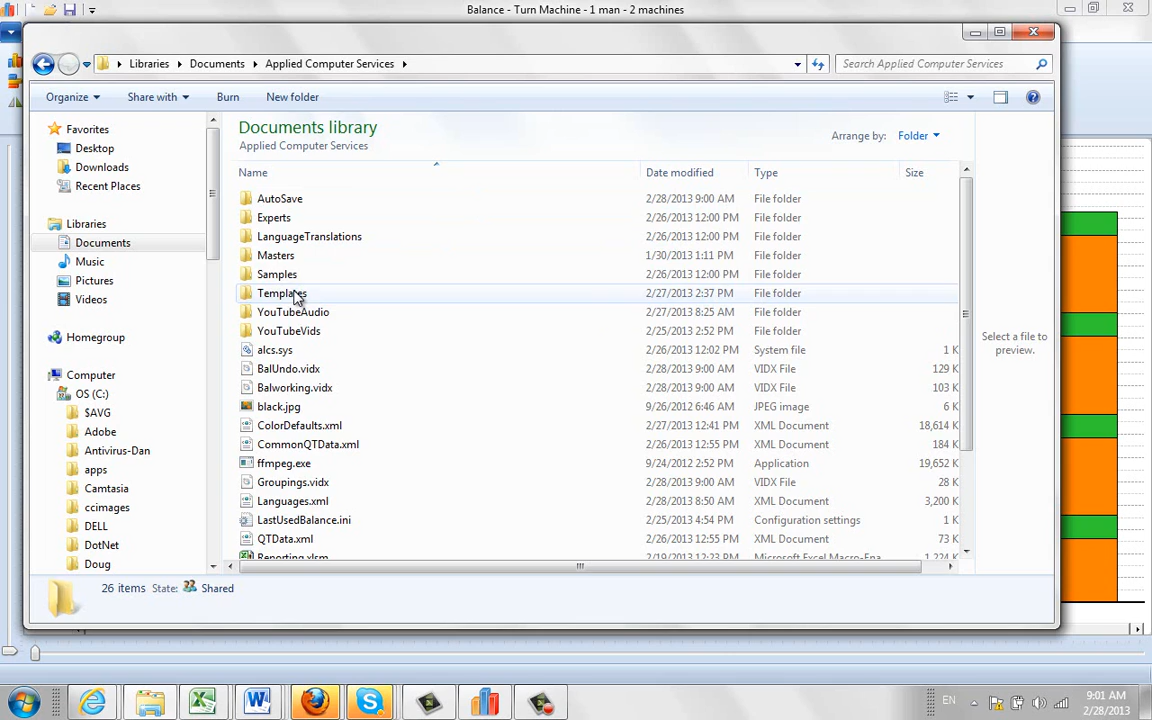 Balance - Turn Machine - 1 man - 2 machines
Libraries Documents Applied Computer Services
Search Applied Computer Services
Organize Share with Burn New folder
Favorites
Desktop
Downloads
Recent Places
Libraries
Documents
Music
Pictures
Videos
Homegroup
Computer
OS (C:)
$AVG
Adobe
Antivirus-Dan
apps
Camtasia
ccimages
DELL
DotNet
Doug
Documents library
Applied Computer Services
Arrange by: Folder
Name Date modified Type Size
AutoSave 2/28/2013 9:00 AM File folder
Experts 2/26/2013 12:00 PM File folder
LanguageTranslations 2/26/2013 12:00 PM File folder
Masters 1/30/2013 1:11 PM File folder
Samples 2/26/2013 12:00 PM File folder
Templates 2/27/2013 2:37 PM File folder
YouTubeAudio 2/27/2013 8:25 AM File folder
YouTubeVids 2/25/2013 2:52 PM File folder
alcs.sys 2/26/2013 12:02 PM System file 1 K
BalUndo.vidx 2/28/2013 9:00 AM VIDX File 129 K
Balworking.vidx 2/28/2013 9:00 AM VIDX File 103 K
black.jpg 9/26/2012 6:46 AM JPEG image 6 K
ColorDefaults.xml 2/27/2013 12:41 PM XML Document 18,614 K
CommonQTData.xml 2/26/2013 12:55 PM XML Document 184 K
ffmpeg.exe 9/24/2012 2:52 PM Application 19,652 K
Groupings.vidx 2/28/2013 9:00 AM VIDX File 28 K
Languages.xml 2/28/2013 8:50 AM XML Document 3,200 K
LastUsedBalance.ini 2/25/2013 4:54 PM Configuration settings 1 K
QTData.xml 2/26/2013 12:55 PM XML Document 73 K
Reporting.xlsm 2/19/2013 12:23 PM Microsoft Excel Macro-Ena... 1,224 K
Select a file to
preview.
26 items State: Shared
EN
9:01 AM
2/28/2013